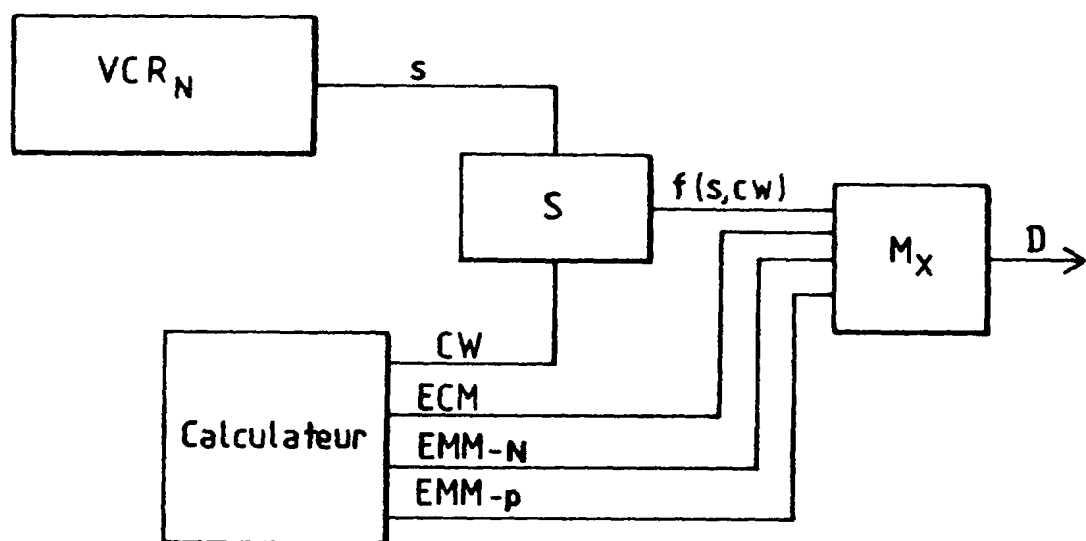 VCR_N
s
S
f(s,CW)
M_X
D
CW
ECM
Calculateur
EMM-N
EMM-p